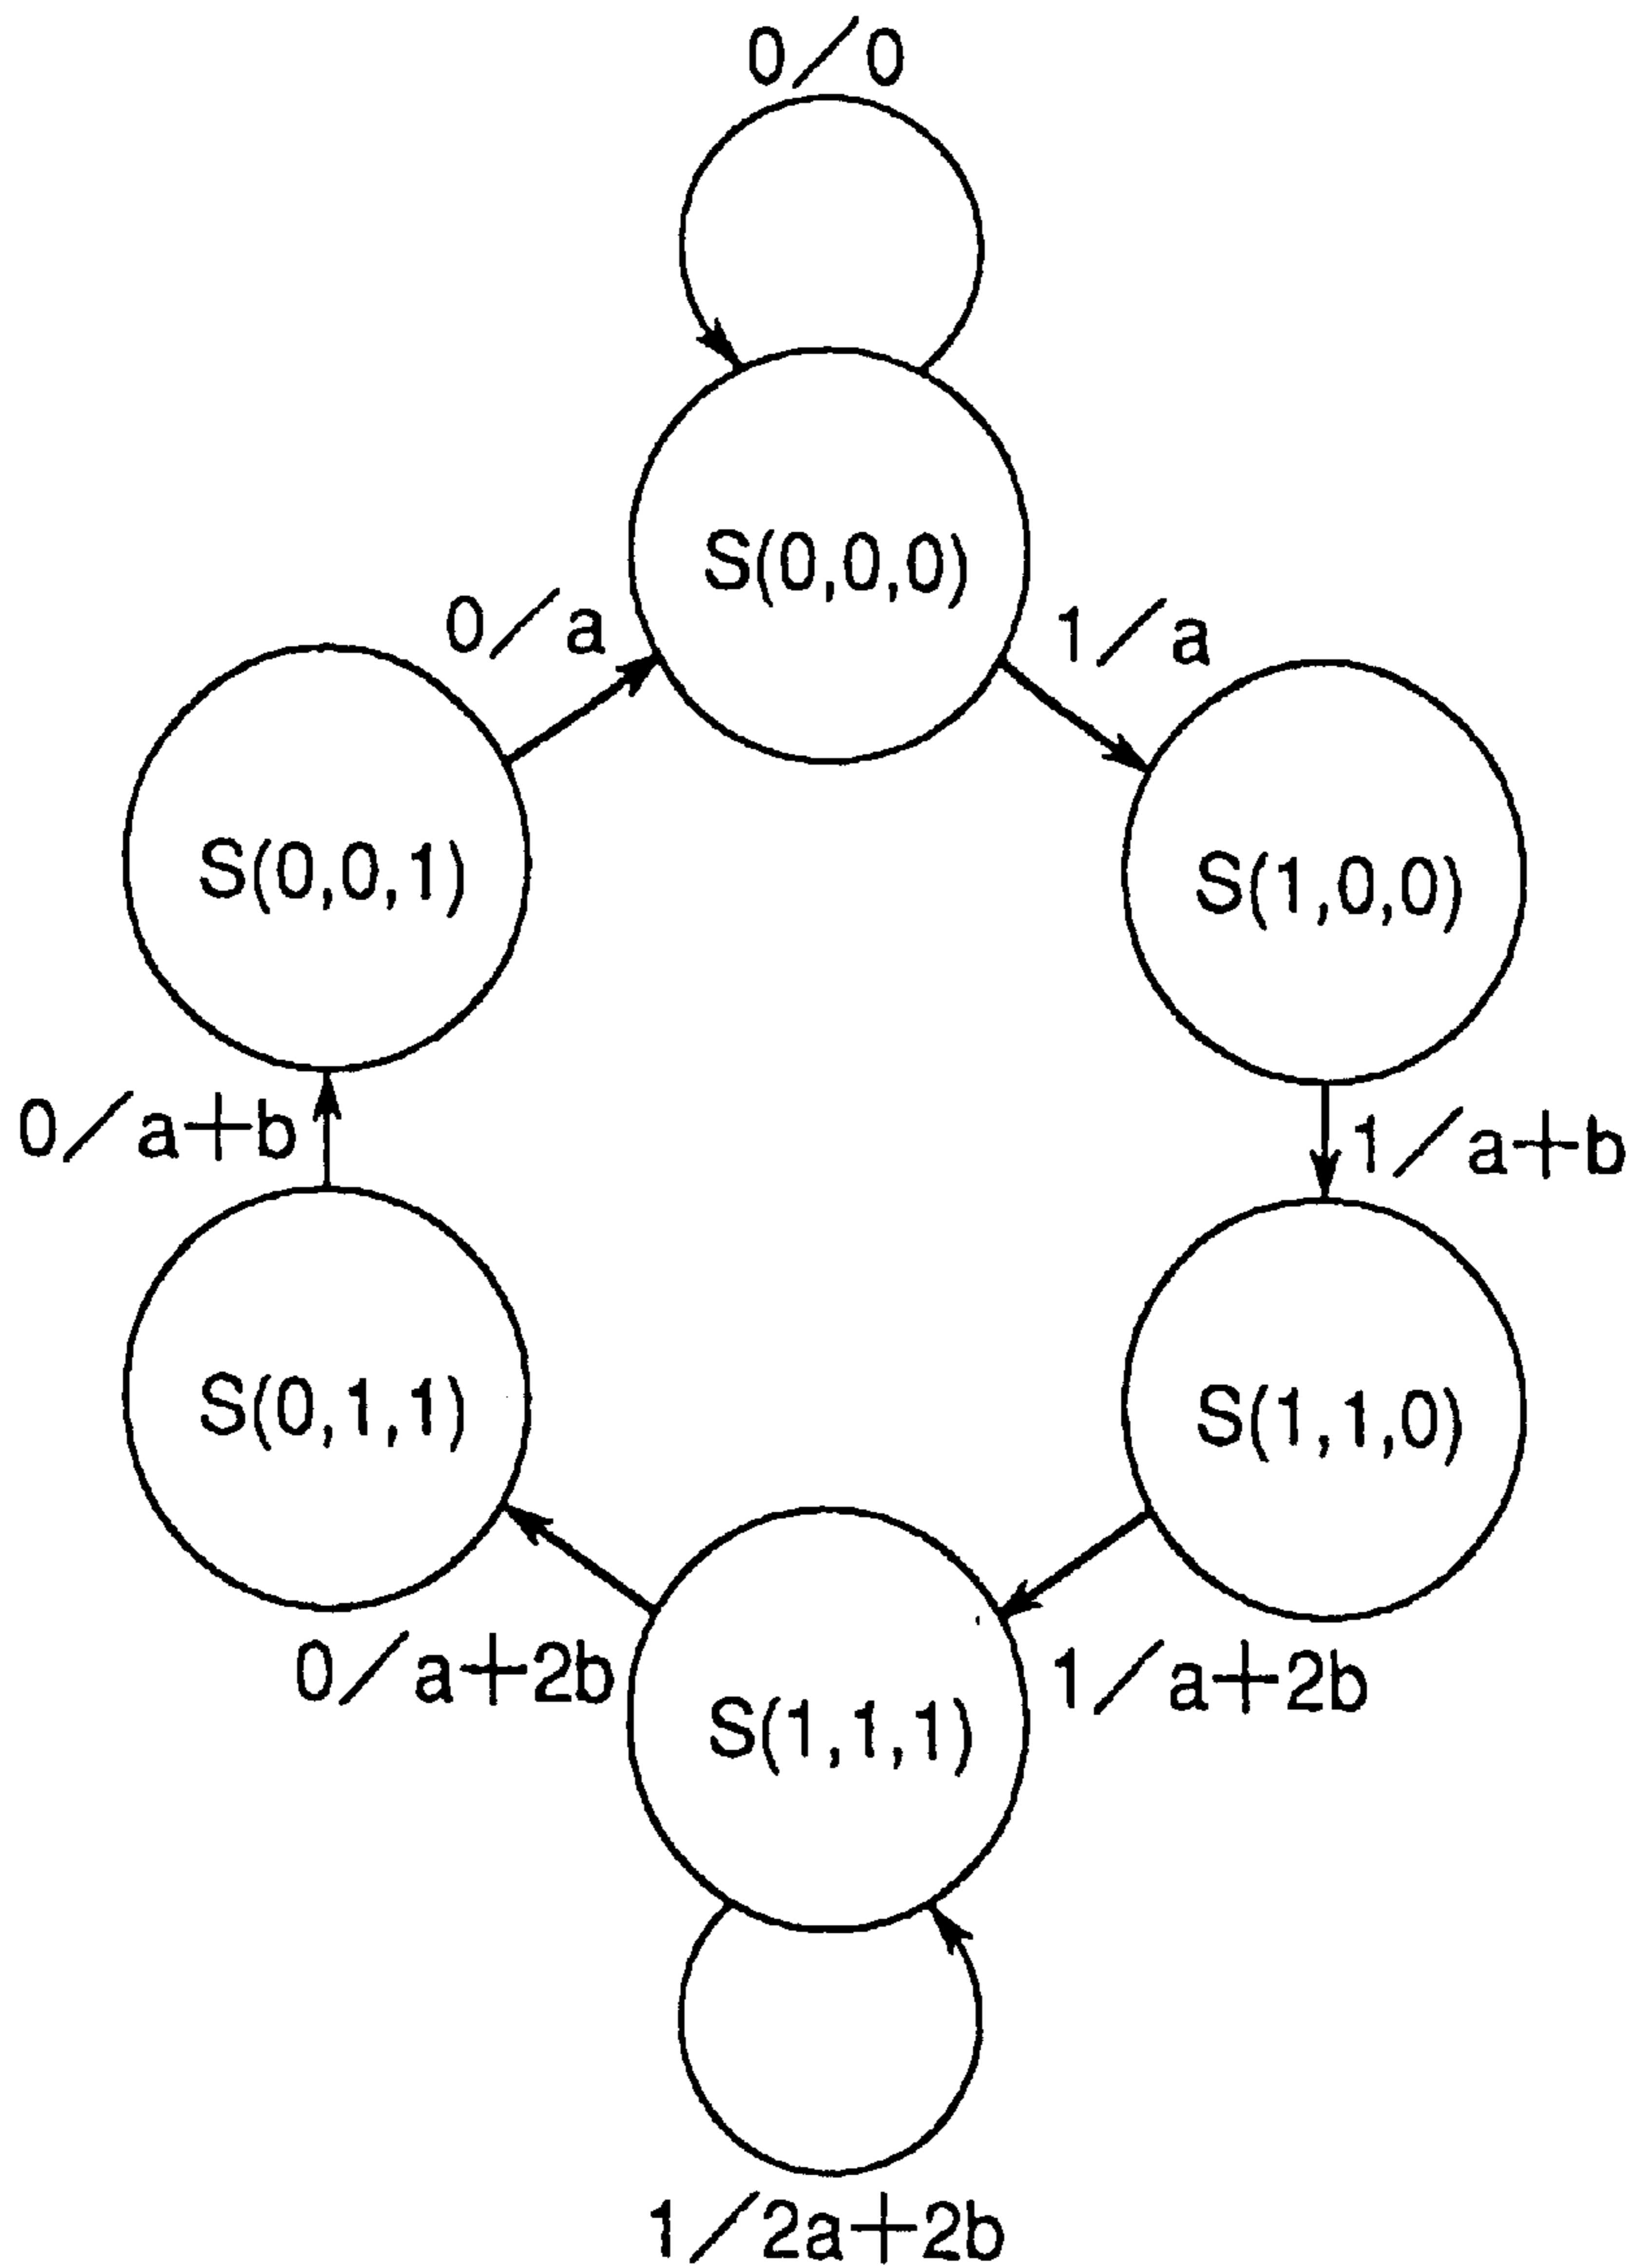 0/0
S(0,0,0)
0/a
1/a
S(0,0,1)
S(1,0,0)
0/a+b
1/a+b
S(0,1,1)
S(1,1,0)
0/a+2b
1/a+2b
S(1,1,1)
1/2a+2b